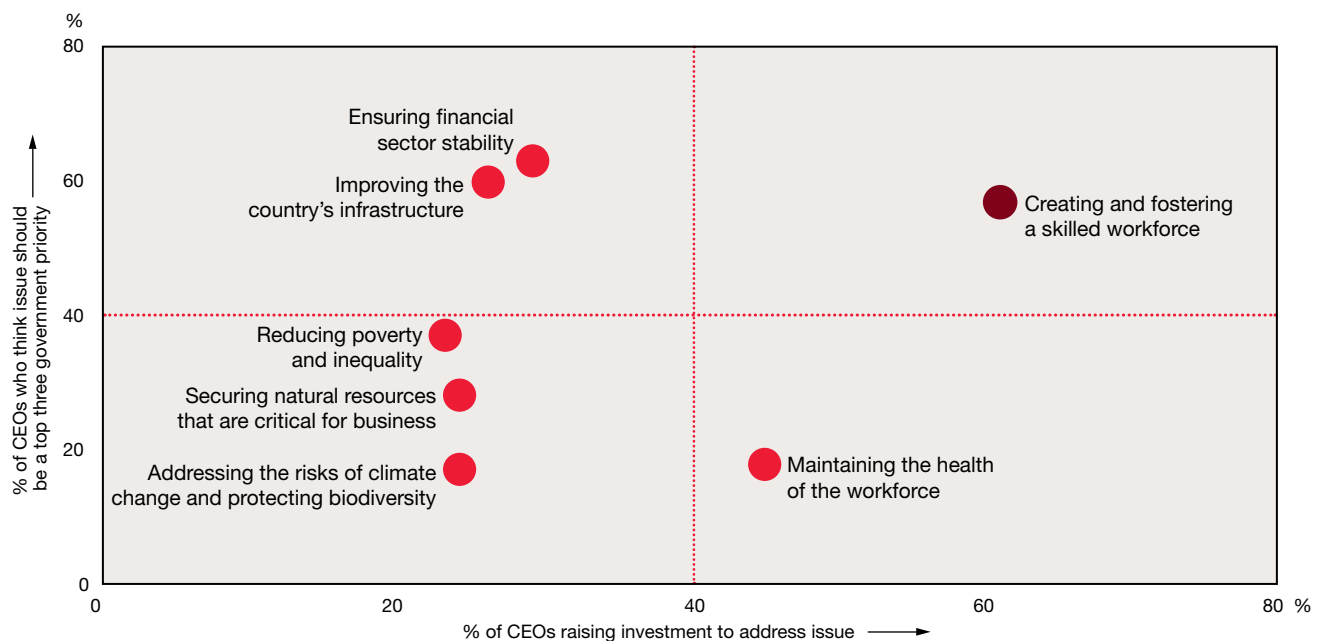 %
80
Ensuring financial
sector stability
60
Improving the
country's infrastructure
Creating and fostering
a skilled workforce
% of CEOs who think issue should
be a top three government priority
40
Reducing poverty
and inequality
Securing natural resources
that are critical for business
20
Addressing the risks of climate
change and protecting biodiversity
Maintaining the health
of the workforce
0
0 20 40 60 80 %
% of CEOs raising investment to address issue